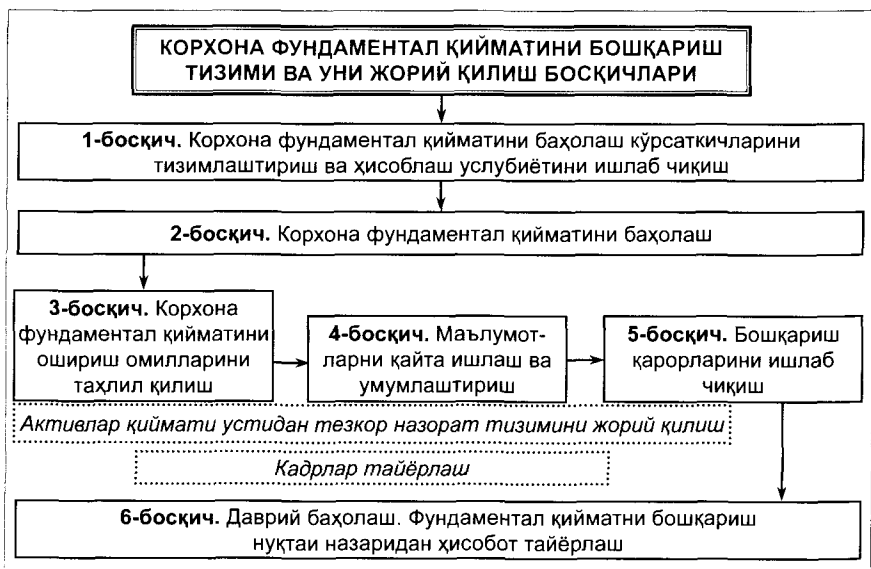 КОРХОНА ФУНДАМЕНТАЛ ҚИЙМАТИНИ БОШҚАРИШ
ТИЗИМИ ВА УНИ ЖОРИЙ ҚИЛИШ БОСҚИЧЛАРИ
1-босқич. Корхона фундаментал қийматини баҳолаш кўрсаткичларини
тизимлаштириш ва ҳисоблаш услубиётини ишлаб чиқиш
2-босқич. Корхона фундаментал қийматини баҳолаш
3-босқич. Корхона
фундаментал қийматини
ошириш омилларини
таҳлил қилиш
4-босқич. Маълумот-
ларни қайта ишлаш ва
умумлаштириш
5-босқич. Бошқариш
қарорларини ишлаб
чиқиш
Активлар қиймати устидан тезкор назорат тизимини жорий қилиш
Кадрлар тайёрлаш
6-босқич. Даврий баҳолаш. Фундаментал қийматни бошқариш
нуқтаи назаридан ҳисобот тайёрлаш